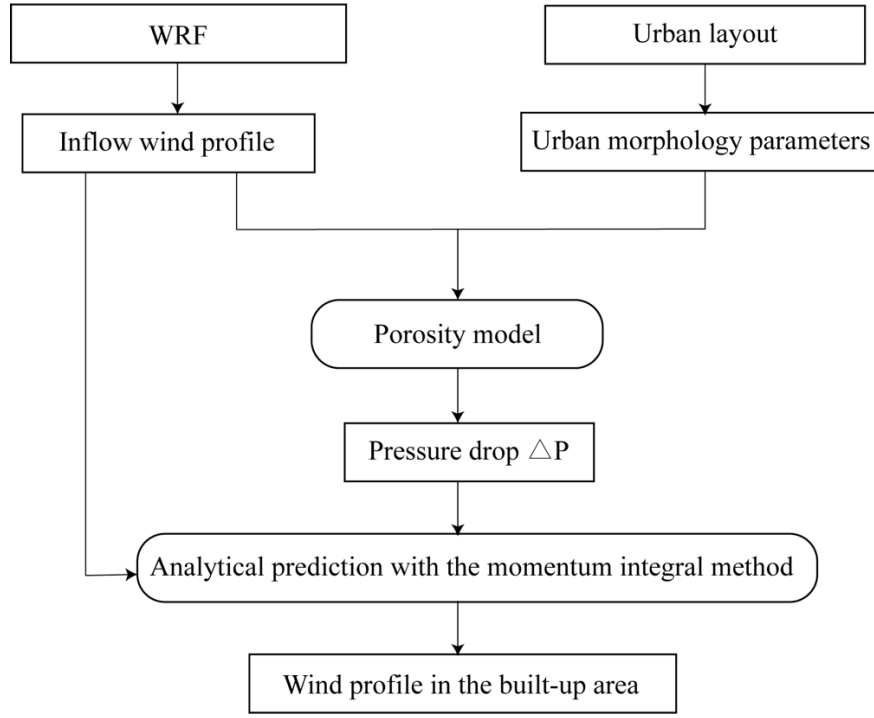 WRF
Urban layout
Inflow wind profile
Urban morphology parameters
Porosity model
Pressure drop △P
Analytical prediction with the momentum integral method
Wind profile in the built-up area